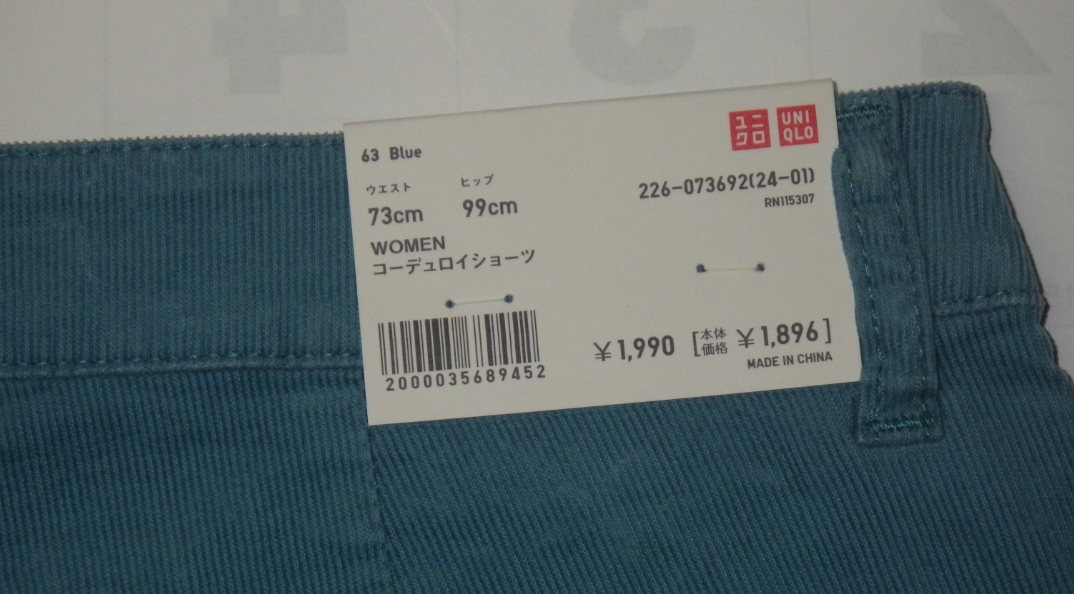 63 Blue
ユニクロ
UNIQLO
ウエスト ヒップ
73cm 99cm
226-073692(24-01)
RN115307
WOMEN
コーデュロイショーツ
2000035689452
¥1,990 [本体価格 ¥1,896]
MADE IN CHINA